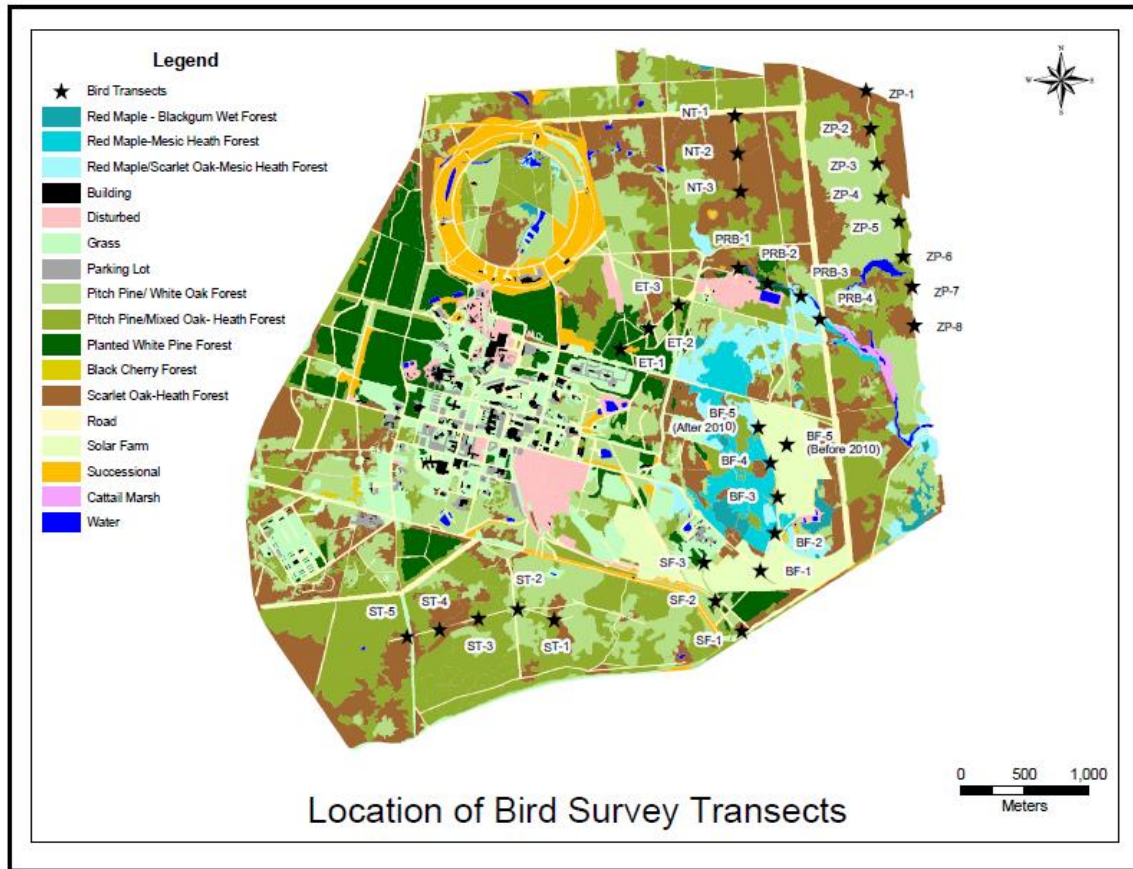 Legend
Bird Transects
Red Maple - Blackgum Wet Forest
Red Maple-Mesic Heath Forest
Red Maple/Scarlet Oak-Mesic Heath Forest
Building
Disturbed
Grass
Parking Lot
Pitch Pine/ White Oak Forest
Pitch Pine/Mixed Oak- Heath Forest
Planted White Pine Forest
Black Cherry Forest
Scarlet Oak-Heath Forest
Road
Solar Farm
Successional
Cattail Marsh
Water
N
W
E
S
ZP-1
NT-1
ZP-2
NT-2
ZP-3
NT-3
ZP-4
ZP-5
PRB-1
PRB-2
ZP-6
PRB-3
ET-3
PRB-4
ZP-7
ZP-8
ET-2
ET-1
BF-5
(After 2010)
BF-5
(Before 2010)
BF-4
BF-3
BF-2
SF-3
BF-1
ST-2
ST-4
SF-2
ST-5
ST-3
ST-1
SF-1
0 500 1,000
Meters
Location of Bird Survey Transects